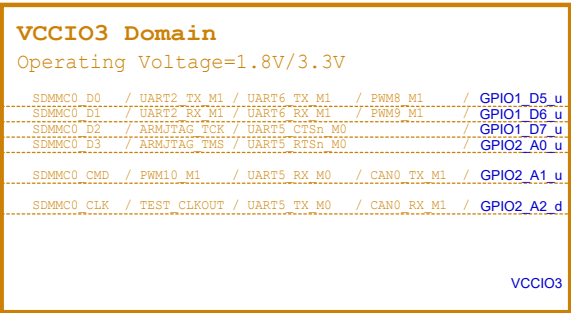 VCCIO3 Domain
Operating Voltage=1.8V/3.3V
SDMMC0_D0 / UART2_TX_M1 / UART6_TX_M1 / PWM8_M1 / GPIO1_D5_u
SDMMC0_D1 / UART2_RX_M1 / UART6_RX_M1 / PWM9_M1 / GPIO1_D6_u
SDMMC0_D2 / ARMJTAG_TCK / UART5_CTSn_M0 / GPIO1_D7_u
SDMMC0_D3 / ARMJTAG_TMS / UART5_RTSn_M0 / GPIO2_A0_u
SDMMC0_CMD / PWM10_M1 / UART5_RX_M0 / CAN0_TX_M1 / GPIO2_A1_u
SDMMC0_CLK / TEST_CLKOUT / UART5_TX_M0 / CAN0_RX_M1 / GPIO2_A2_d
VCCIO3